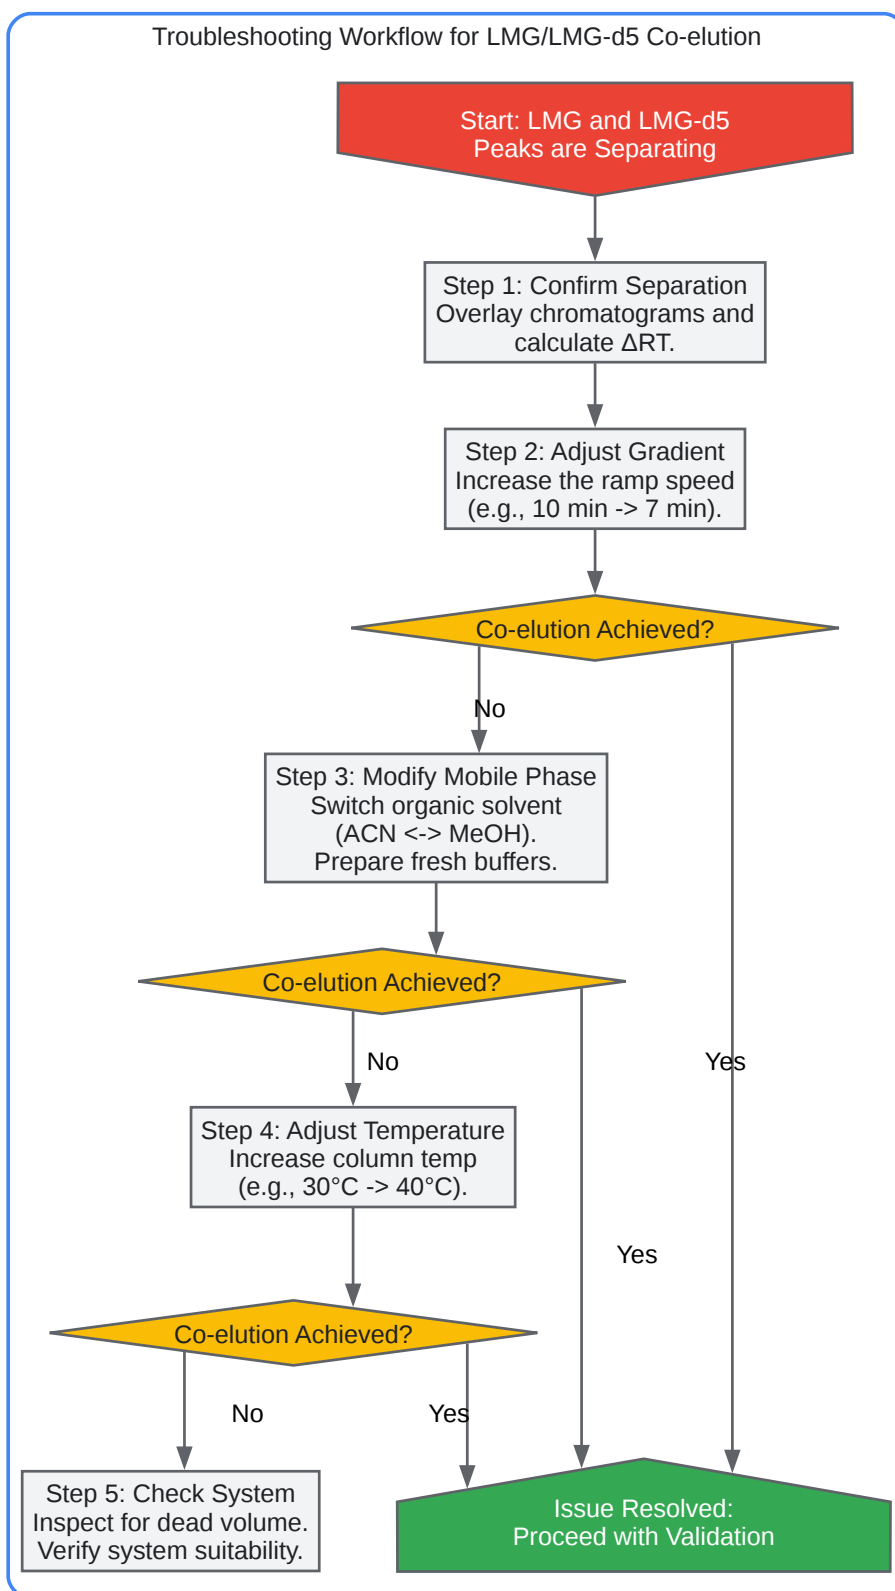 Troubleshooting Workflow for LMG/LMG-d5 Co-elution
Start: LMG and LMG-d5
Peaks are Separating
Step 1: Confirm Separation
Overlay chromatograms and
calculate ΔRT.
Step 2: Adjust Gradient
Increase the ramp speed
(e.g., 10 min -> 7 min).
Co-elution Achieved?
No
Step 3: Modify Mobile Phase
Switch organic solvent
(ACN <-> MeOH).
Prepare fresh buffers.
Co-elution Achieved?
No
Yes
Step 4: Adjust Temperature
Increase column temp
(e.g., 30°C -> 40°C).
Yes
Co-elution Achieved?
No
Yes
Step 5: Check System
Inspect for dead volume.
Verify system suitability.
Issue Resolved:
Proceed with Validation